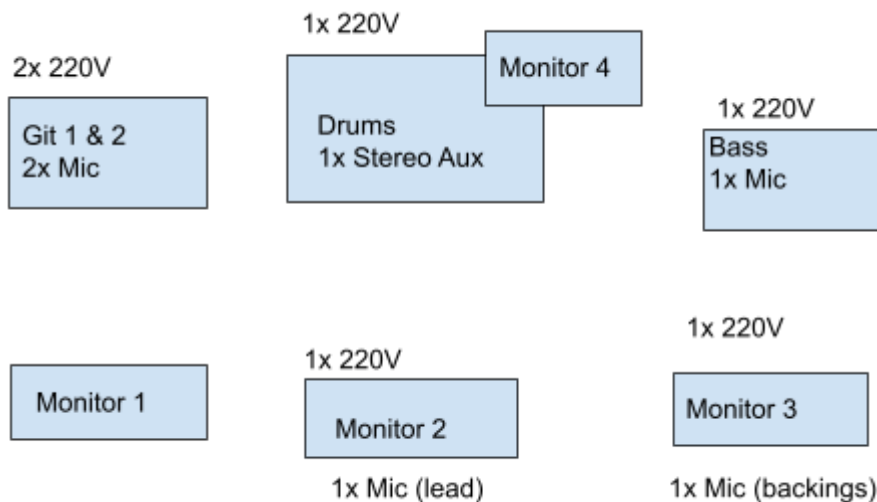 1x 220V
2x 220V
Monitor 4
1x 220V
Git 1 & 2
2x Mic
Drums
1x Stereo Aux
Bass
1x Mic
1x 220V
1x 220V
Monitor 1
Monitor 2
Monitor 3
1x Mic (lead)
1x Mic (backings)